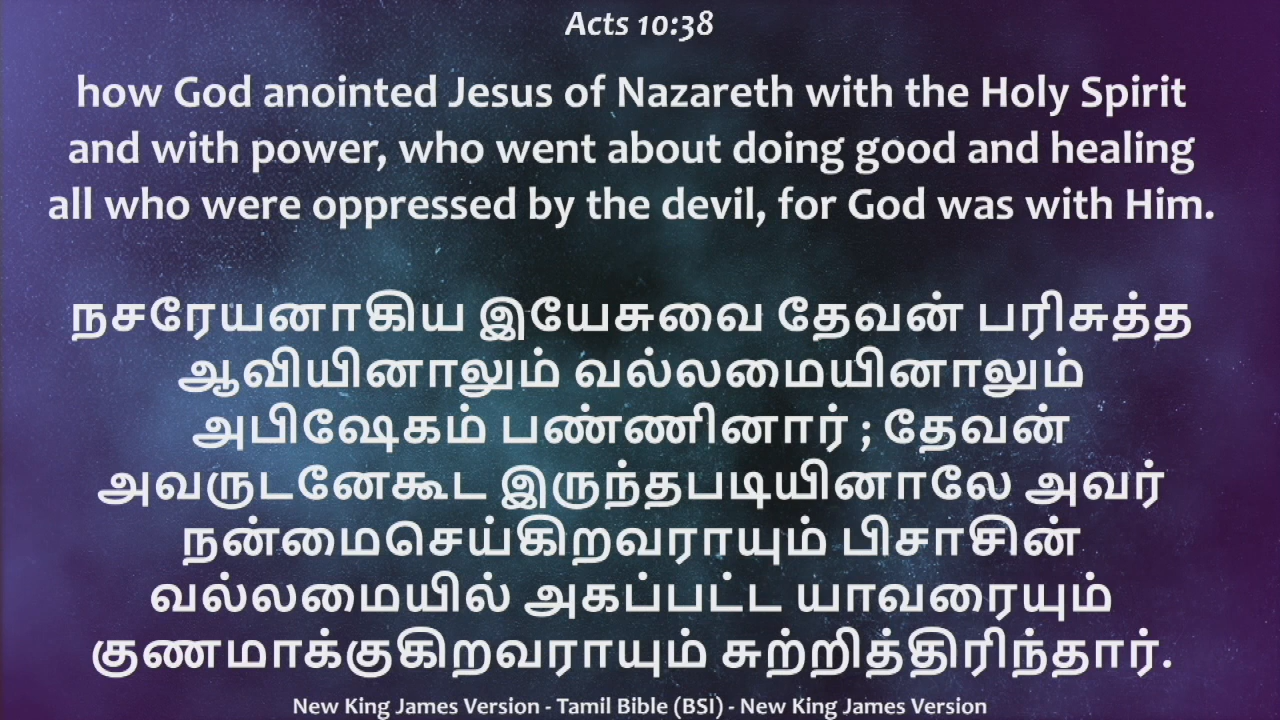 Acts 10:38
how God anointed Jesus of Nazareth with the Holy Spirit
and with power, who went about doing good and healing
all who were oppressed by the devil, for God was with Him.
நசரேயனாகிய இயேசுவை தேவன் பரிசுத்த
ஆவியினாலும் வல்லமையினாலும்
அபிஷேகம் பண்ணினார் ; தேவன்
அவருடனேகூட இருந்தபடியினாலே அவர்
நன்மைசெய்கிறவராயும் பிசாசின்
வல்லமையில் அகப்பட்ட யாவரையும்
குணமாக்குகிறவராயும் சுற்றித்திரிந்தார்.
New King James Version - Tamil Bible (BSI) - New King James Version